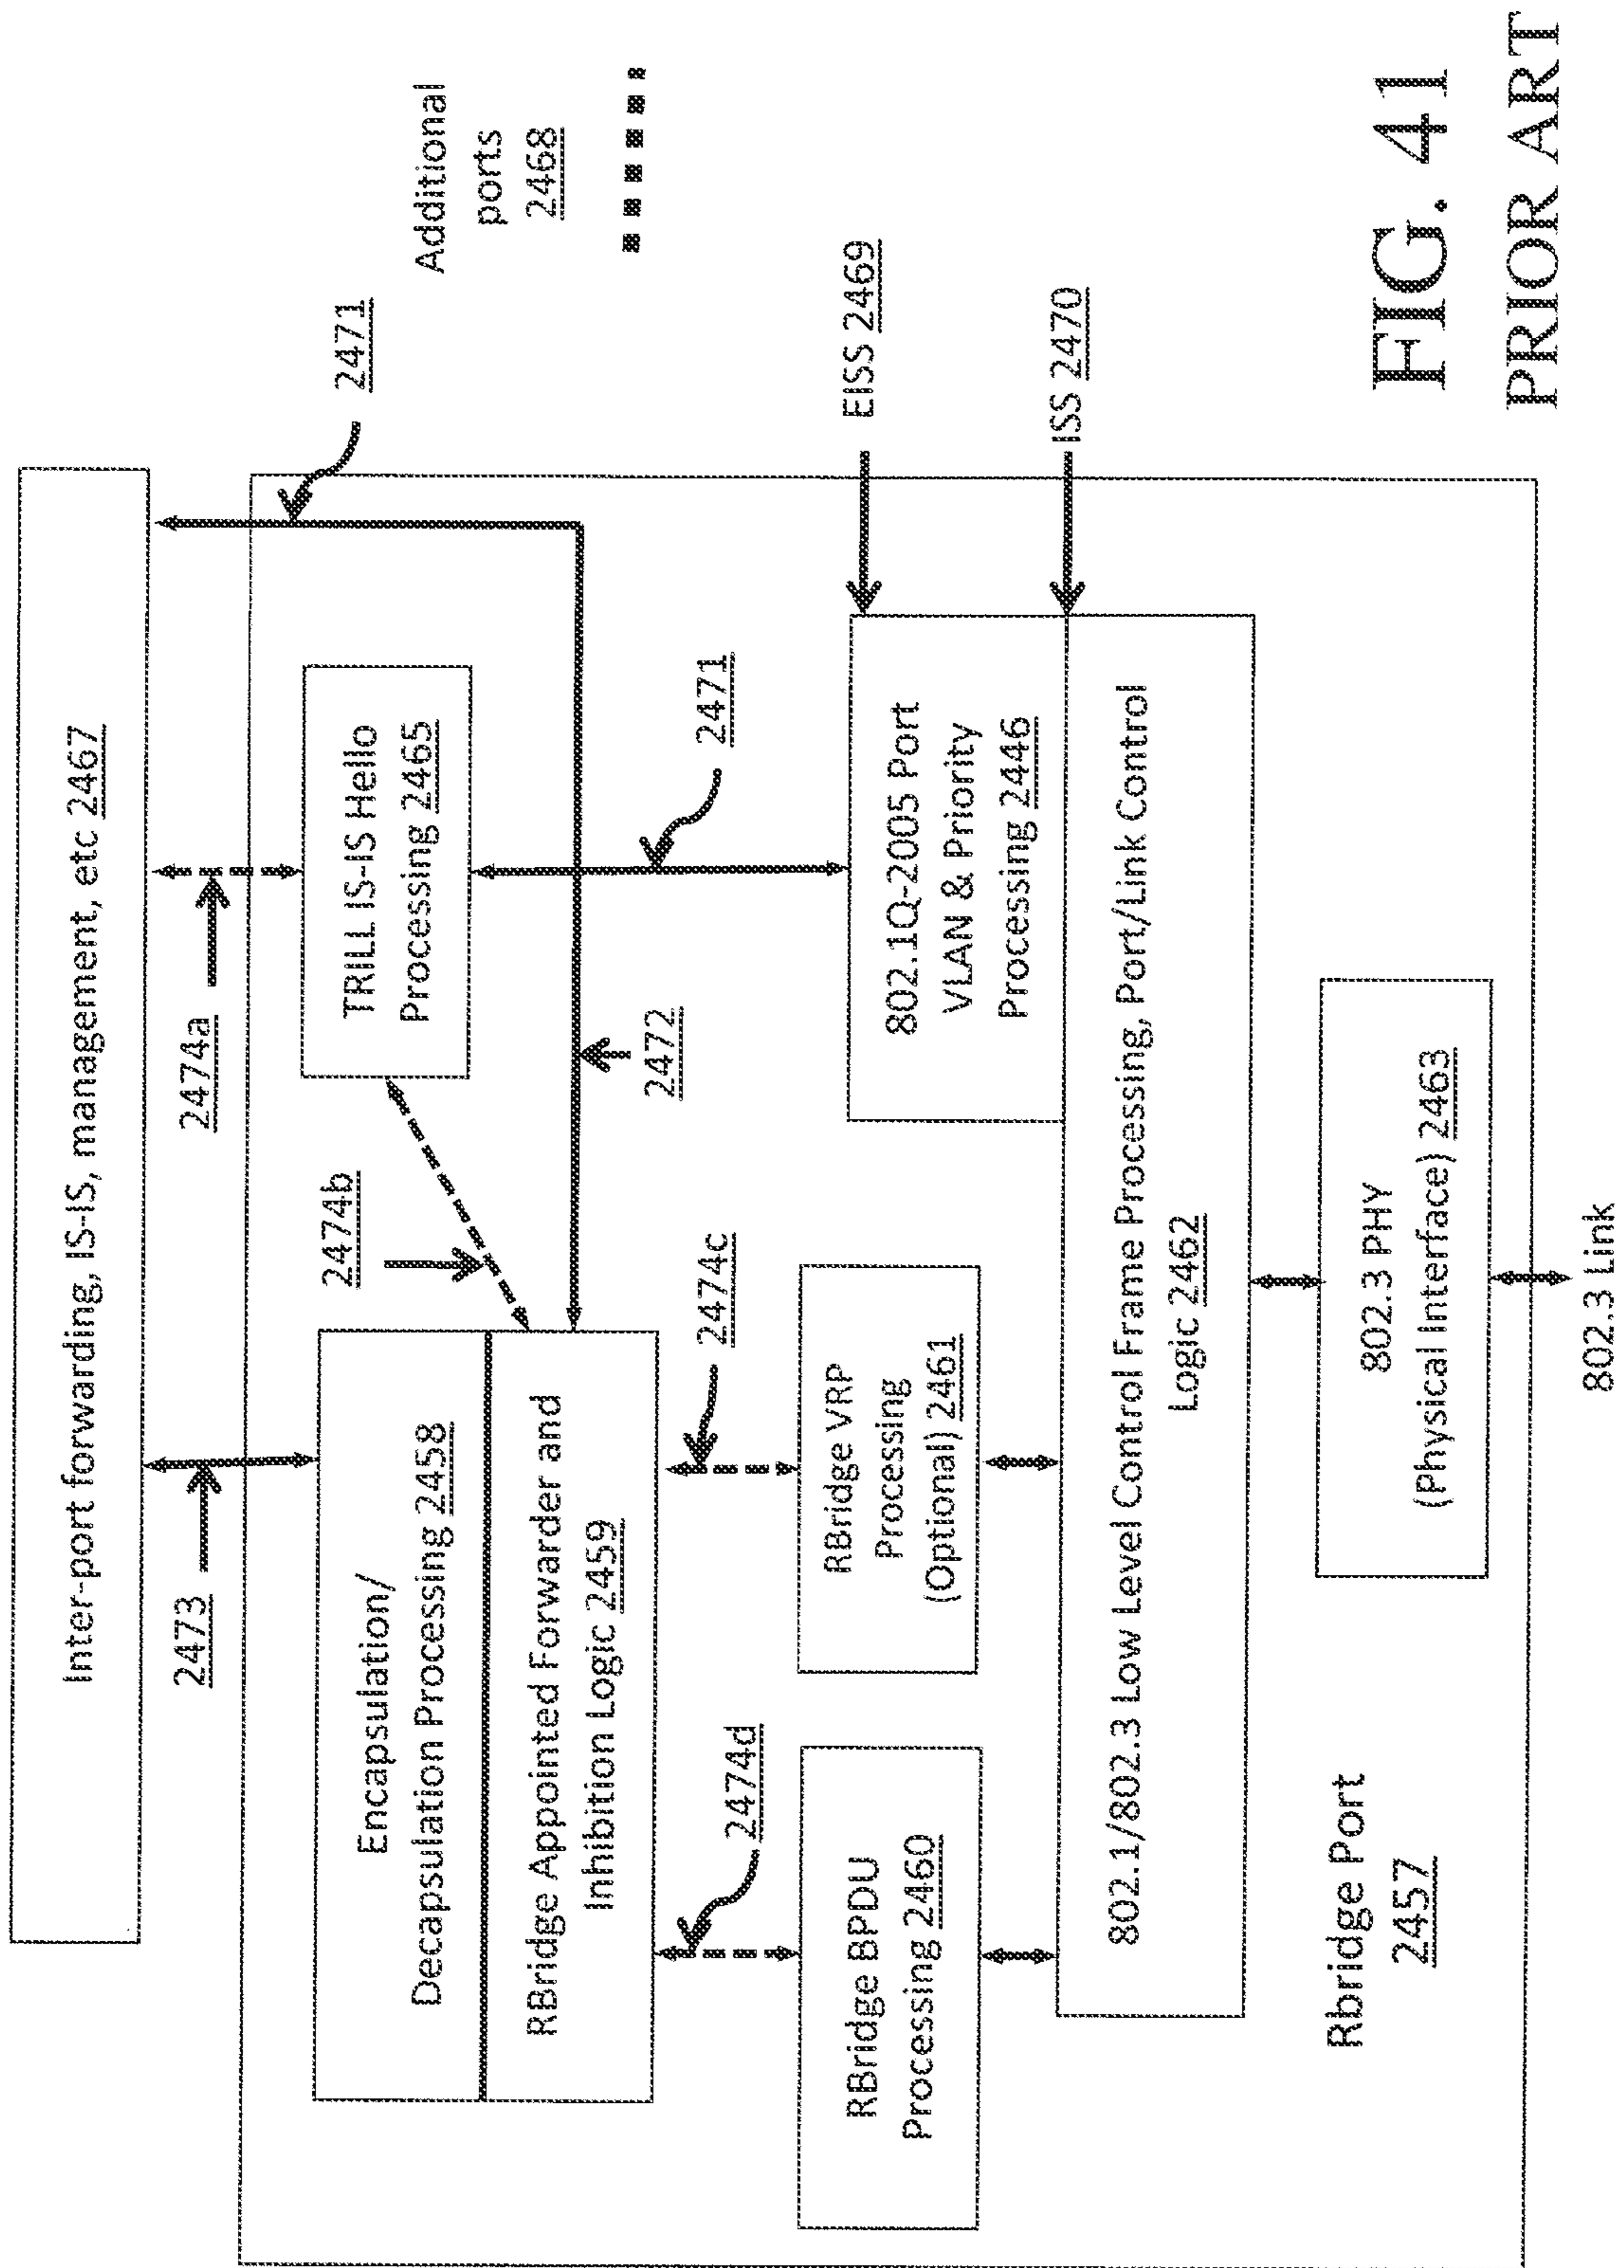 Inter-port forwarding, IS-IS, management, etc 2467
Additional
ports
2468
2473
2474a
2471
Encapsulation/
Decapsulation Processing 2458
TRILL IS-IS Hello
Processing 2465
2474b
RBridge Appointed Forwarder and
Inhibition Logic 2459
2472
2471
2474d
2474c
EISS 2469
RBridge BPDU
Processing 2460
RBridge VRP
Processing
(Optional) 2461
802.1Q-2005 Port
VLAN & Priority
Processing 2446
ISS 2470
802.1/802.3 Low Level Control Frame Processing, Port/Link Control
Logic 2462
Rbridge Port
2457
802.3 PHY
(Physical Interface) 2463
802.3 Link
FIG. 41
PRIOR ART